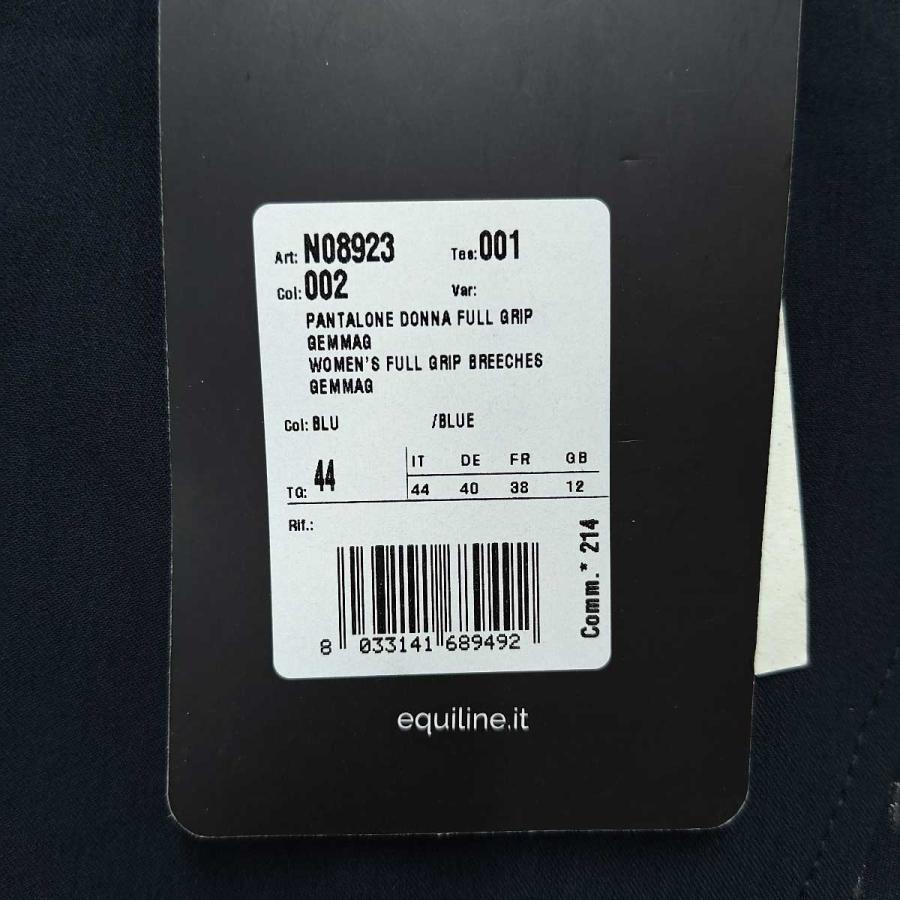 Art: N08923 Tes: 001
Col: 002 Var:
PANTALONE DONNA FULL GRIP
GEMMAG
WOMEN'S FULL GRIP BREECHES
GEMMAG
Col: BLU /BLUE
IT DE FR GB
TG: 44 44 40 38 12
Rif.:
Comm.* 214
8 033141 689492
equiline.it